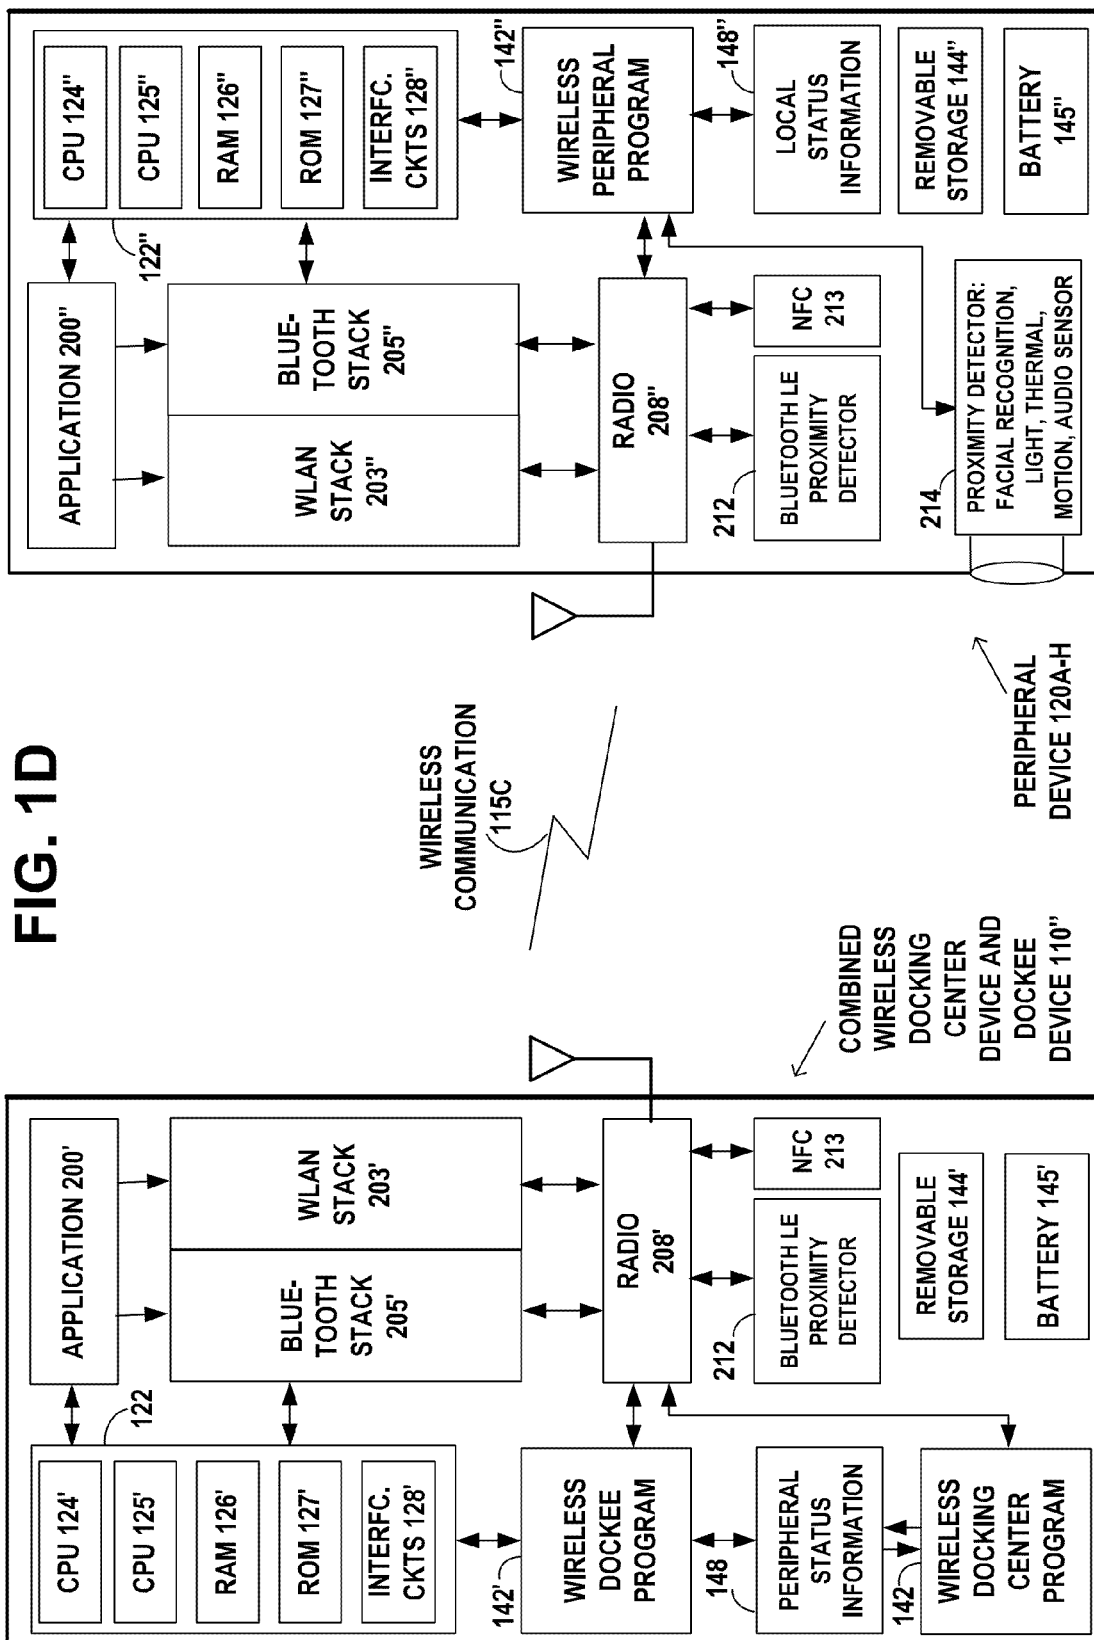 FIG. 1D
APPLICATION 200'
CPU 124'
CPU 125'
RAM 126'
ROM 127'
INTERFC.
CKTS 128'
122
WLAN
STACK
203'
BLUE-
TOOTH
STACK
205'
RADIO
208'
WIRELESS
DOCKEE
PROGRAM
142'
PERIPHERAL
STATUS
INFORMATION
148
WIRELESS
DOCKING
CENTER
PROGRAM
142
BLUETOOTH LE
PROXIMITY
DETECTOR
212
NFC
213
REMOVABLE
STORAGE 144'
BATTERY 145'
COMBINED
WIRELESS
DOCKING
CENTER
DEVICE AND
DOCKEE
DEVICE 110"
WIRELESS
COMMUNICATION
115C
PERIPHERAL
DEVICE 120A-H
APPLICATION 200"
CPU 124"
CPU 125"
RAM 126"
ROM 127"
INTERFC.
CKTS 128"
122"
BLUE-
TOOTH
STACK
205"
WLAN
STACK
203"
RADIO
208"
WIRELESS
PERIPHERAL
PROGRAM
142"
LOCAL
STATUS
INFORMATION
148"
BLUETOOTH LE
PROXIMITY
DETECTOR
212
NFC
213
REMOVABLE
STORAGE 144"
BATTERY
145"
PROXIMITY DETECTOR:
FACIAL RECOGNITION,
LIGHT, THERMAL,
MOTION, AUDIO SENSOR
214